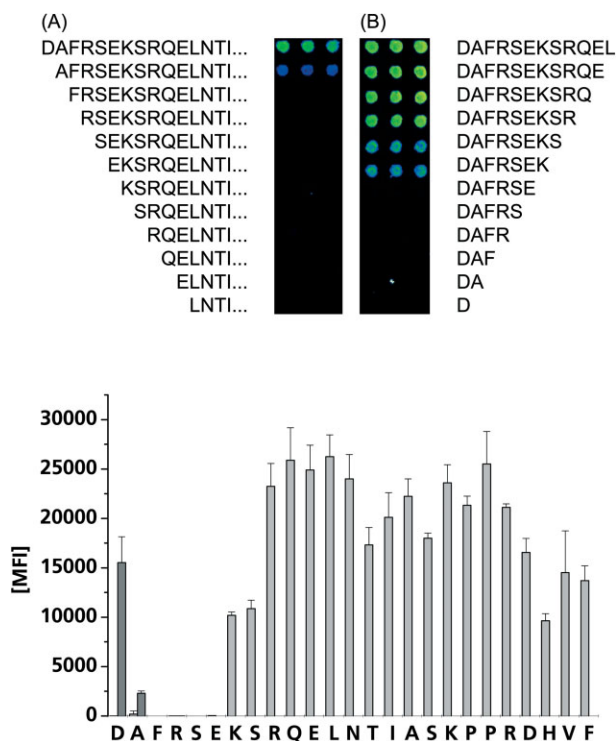 (A) (B)
DAFRSEKSRQELNTI... DAFRSEKSRQEL
AFRSEKSRQELNTI... DAFRSEKSRQE
FRSEKSRQELNTI... DAFRSEKSRQ
RSEKSRQELNTI... DAFRSEKSR
SEKSRQELNTI... DAFRSEKS
EKSRQELNTI... DAFRSEK
KSRQELNTI... DAFRSE
SRQELNTI... DAFRS
RQELNTI... DAFR
QELNTI... DAF
ELNTI... DA
LNTI... D
30000
25000
20000
15000
10000
5000
0
[MFI]
D A F R S E K S R Q E L N T I A S K P P R D H V F